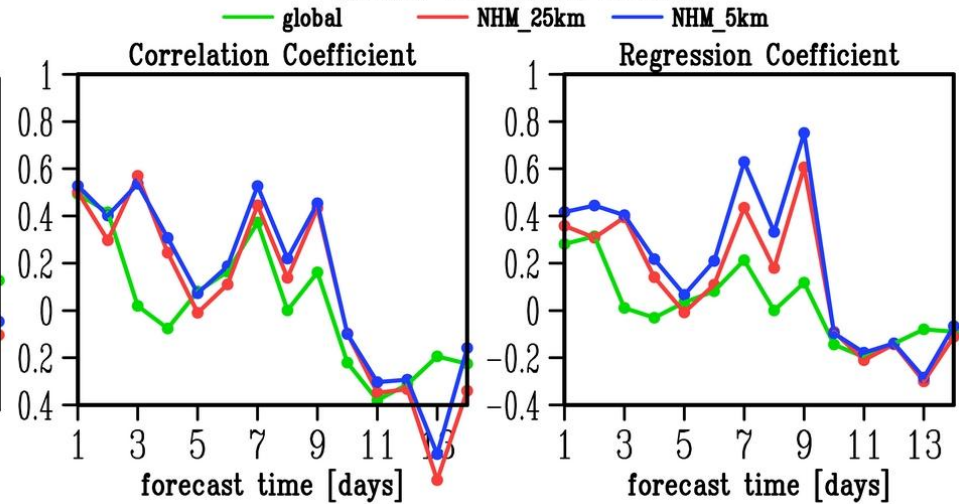 global NHM_25km NHM_5km
Correlation Coefficient Regression Coefficient
1 1
0.8 0.8
0.6 0.6
0.4 0.4
0.2 0.2
0 0
0.2 -0.2
0.4 -0.4
1 3 5 7 9 11 13 1 3 5 7 9 11 13
forecast time [days] forecast time [days]